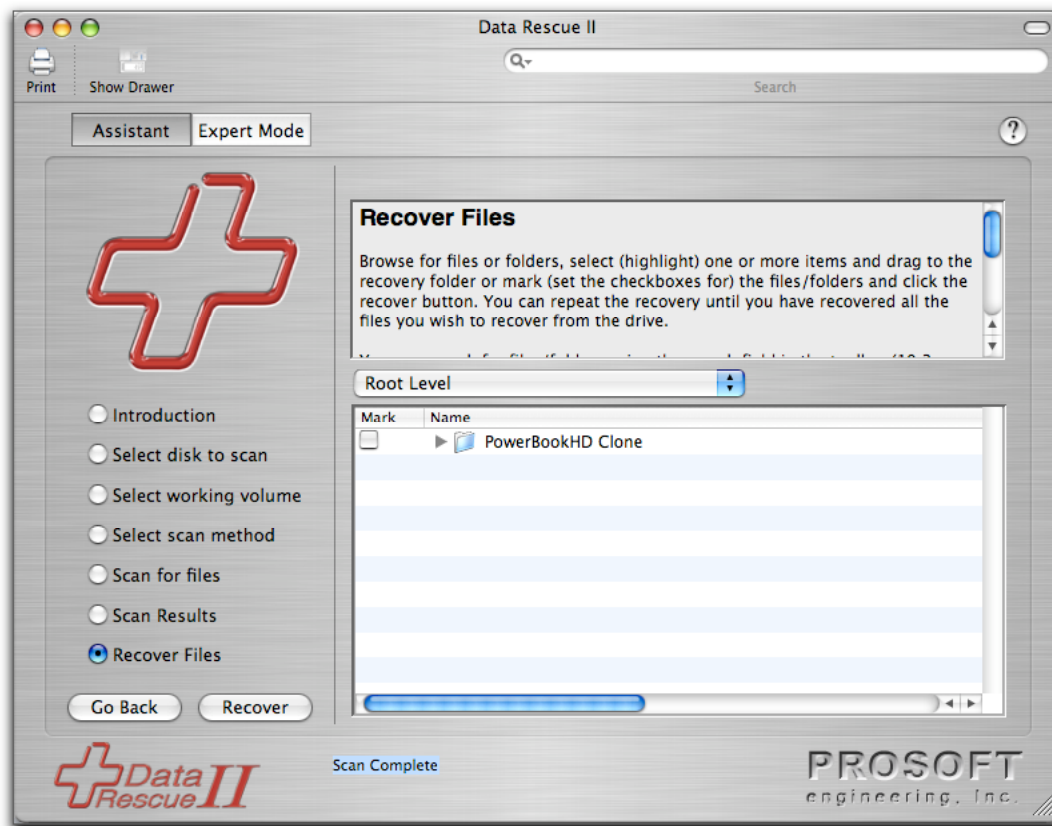 Data Rescue II
Print
Show Drawer
Search
Assistant
Expert Mode
?
Recover Files
Browse for files or folders, select (highlight) one or more items and drag to the
recovery folder or mark (set the checkboxes for) the files/folders and click the
recover button. You can repeat the recovery until you have recovered all the
files you wish to recover from the drive.
Root Level
Mark Name
PowerBookHD Clone
Introduction
Select disk to scan
Select working volume
Select scan method
Scan for files
Scan Results
Recover Files
Go Back
Recover
Data
Rescue II
Scan Complete
PROSOFT
engineering, Inc.